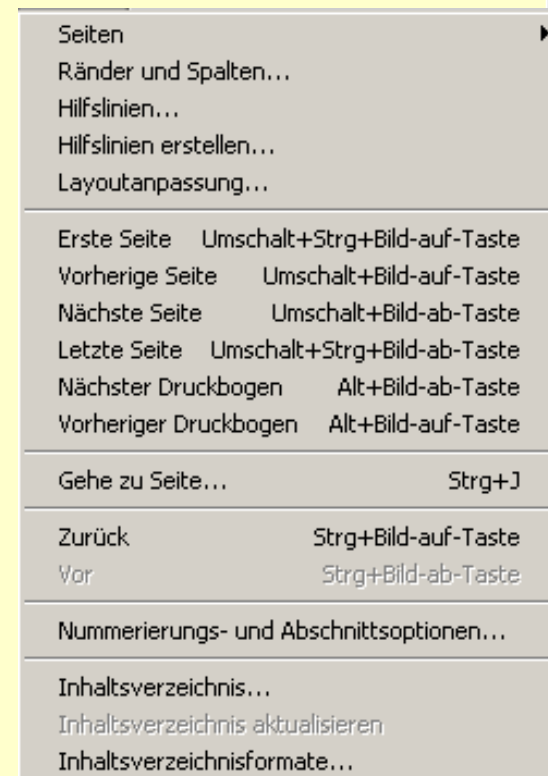 Seiten
Ränder und Spalten...
Hilfslinien...
Hilfslinien erstellen...
Layoutanpassung...
Erste Seite Umschalt+Strg+Bild-auf-Taste
Vorherige Seite Umschalt+Bild-auf-Taste
Nächste Seite Umschalt+Bild-ab-Taste
Letzte Seite Umschalt+Strg+Bild-ab-Taste
Nächster Druckbogen Alt+Bild-ab-Taste
Vorheriger Druckbogen Alt+Bild-auf-Taste
Gehe zu Seite... Strg+J
Zurück Strg+Bild-auf-Taste
Vor Strg+Bild-ab-Taste
Nummerierungs- und Abschnittsoptionen...
Inhaltsverzeichnis...
Inhaltsverzeichnis aktualisieren
Inhaltsverzeichnisformate...